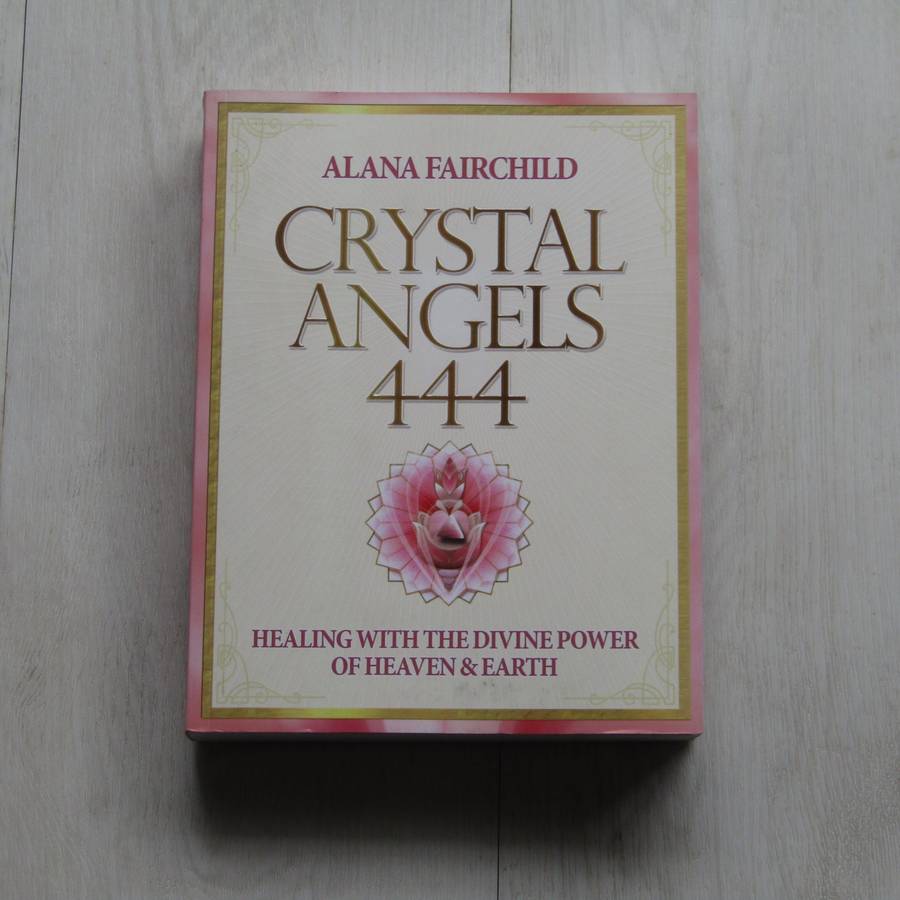 ALANA FAIRCHILD
CRYSTAL
ANGELS
444
HEALING WITH THE DIVINE POWER
OF HEAVEN & EARTH